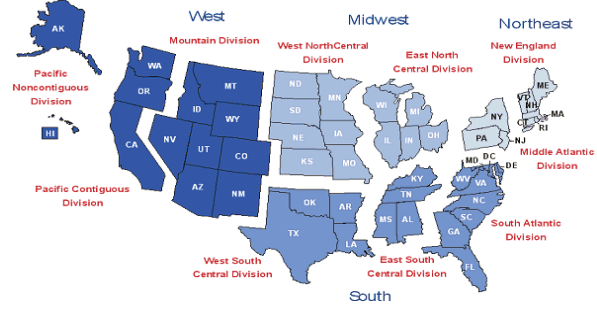 West
Midwest
Northeast
AK
Mountain Division
West NorthCentral
Division
East North
Central Division
New England
Division
Pacific
Noncontiguous
Division
HI
WA
OR
CA
NV
ID
MT
WY
UT
CO
AZ
NM
ND
SD
NE
KS
MN
IA
MO
WI
MI
IL
IN
OH
ME
VT
NH
MA
CT
RI
NY
PA
NJ
Middle Atlantic
Division
MD
DC
DE
WV
VA
KY
TN
NC
SC
GA
FL
MS
AL
OK
AR
TX
LA
Pacific Contiguous
Division
West South
Central Division
East South
Central Division
South Atlantic
Division
South